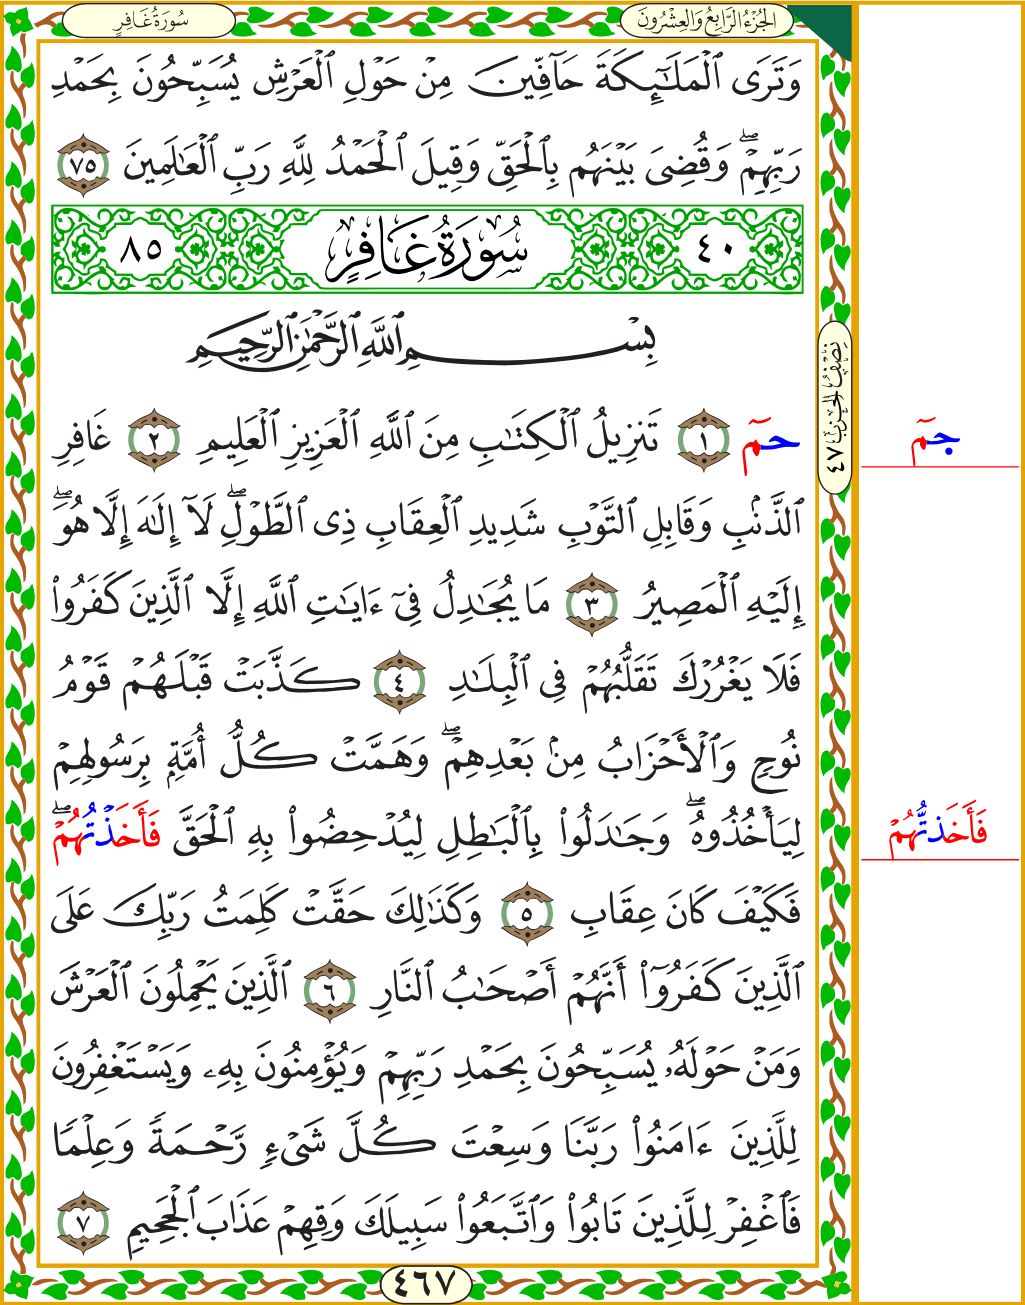 الجُزْءُ الرَّابِعُ وَالعِشْرُونَ
سُورَةُ غَافِرٍ
وَتَرَى ٱلْمَلَٰٓئِكَةَ حَآفِّينَ مِنْ حَوْلِ ٱلْعَرْشِ يُسَبِّحُونَ بِحَمْدِ
رَبِّهِمْۖ وَقُضِىَ بَيْنَهُم بِٱلْحَقِّ وَقِيلَ ٱلْحَمْدُ لِلَّهِ رَبِّ ٱلْعَٰلَمِينَ ٧٥
٤٠ سُورَةُ غَافِرٍ ٨٥
بِسْمِ ٱللَّهِ ٱلرَّحْمَٰنِ ٱلرَّحِيمِ
نِصْفُ الحِزْبِ ٤٧
حمٓ ١ تَنزِيلُ ٱلْكِتَٰبِ مِنَ ٱللَّهِ ٱلْعَزِيزِ ٱلْعَلِيمِ ٢ غَافِرِ
جمٓ
ٱلذَّنۢبِ وَقَابِلِ ٱلتَّوْبِ شَدِيدِ ٱلْعِقَابِ ذِى ٱلطَّوْلِۖ لَآ إِلَٰهَ إِلَّا هُوَۖ
إِلَيْهِ ٱلْمَصِيرُ ٣ مَا يُجَٰدِلُ فِىٓ ءَايَٰتِ ٱللَّهِ إِلَّا ٱلَّذِينَ كَفَرُوا۟
فَلَا يَغْرُرْكَ تَقَلُّبُهُمْ فِى ٱلْبِلَٰدِ ٤ كَذَّبَتْ قَبْلَهُمْ قَوْمُ
نُوحٍ وَٱلْأَحْزَابُ مِنۢ بَعْدِهِمْۖ وَهَمَّتْ كُلُّ أُمَّةٍۭ بِرَسُولِهِمْ
لِيَأْخُذُوهُۖ وَجَٰدَلُوا۟ بِٱلْبَٰطِلِ لِيُدْحِضُوا۟ بِهِ ٱلْحَقَّ فَأَخَذْتُهُمْۖ
فَأَخَذتُّهُمْ
فَكَيْفَ كَانَ عِقَابِ ٥ وَكَذَٰلِكَ حَقَّتْ كَلِمَتُ رَبِّكَ عَلَى
ٱلَّذِينَ كَفَرُوٓا۟ أَنَّهُمْ أَصْحَٰبُ ٱلنَّارِ ٦ ٱلَّذِينَ يَحْمِلُونَ ٱلْعَرْشَ
وَمَنْ حَوْلَهُۥ يُسَبِّحُونَ بِحَمْدِ رَبِّهِمْ وَيُؤْمِنُونَ بِهِۦ وَيَسْتَغْفِرُونَ
لِلَّذِينَ ءَامَنُوا۟ رَبَّنَا وَسِعْتَ كُلَّ شَىْءٍ رَّحْمَةً وَعِلْمًا
فَٱغْفِرْ لِلَّذِينَ تَابُوا۟ وَٱتَّبَعُوا۟ سَبِيلَكَ وَقِهِمْ عَذَابَ ٱلْجَحِيمِ ٧
٤٦٧